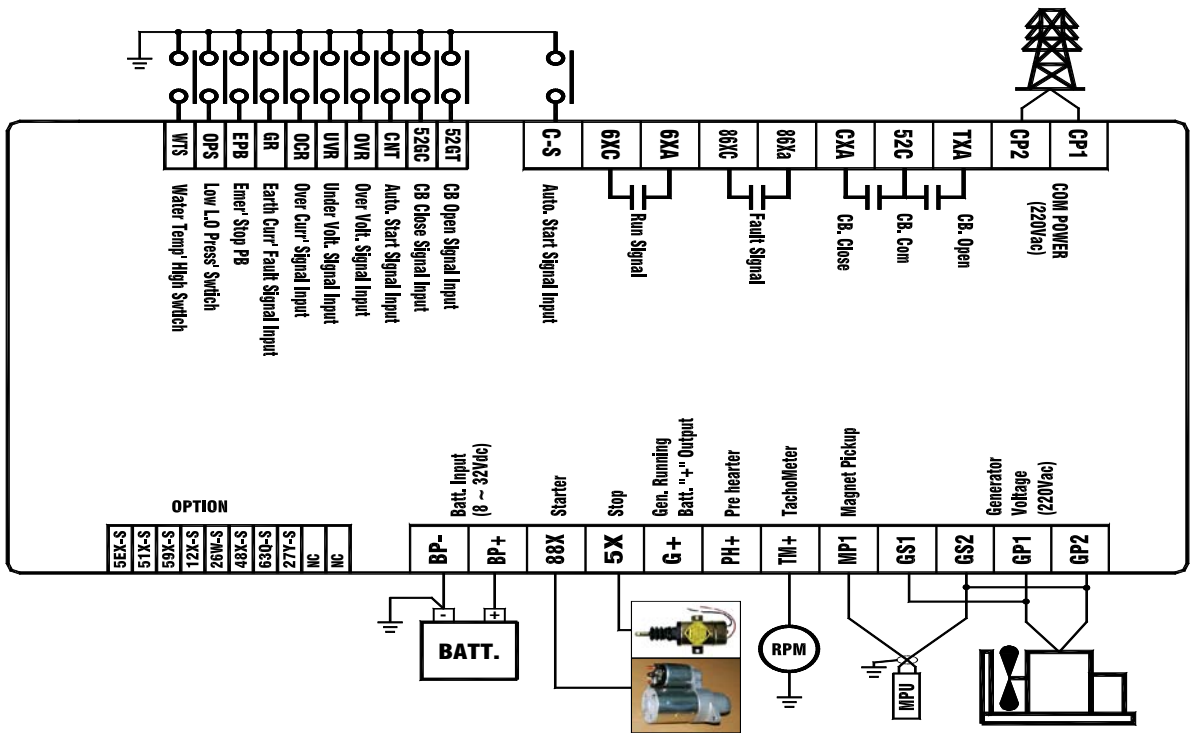 WTS
OPS
EPB
GR
OCR
UVR
OVR
CNT
52GC
52GT
C-S
6XC
6XA
86XC
86Xa
CXA
52C
TXA
CP2
CP1
Water Temp' High Swtich
Low L.O Press' Swtich
Emer' Stop PB
Earth Curr' Fault Signal Input
Over Curr' Signal Input
Under Volt. Signal Input
Over Volt. Signal Input
Auto. Start Signal Input
CB Close Signal Input
CB Open Signal Input
Auto. Start Signal Input
Run Signal
Fault Signal
CB. Close
CB. Com
CB. Open
COM POWER
(220Vac)
Batt. Input
(8 ~ 32Vdc)
Starter
Stop
Gen. Running
Batt. "+" Output
Pre hearter
TachoMeter
Magnet Pickup
Generator
Voltage
(220Vac)
OPTION
5EX-S
51X-S
59X-S
12X-S
26W-S
48X-S
63Q-S
27Y-S
NC
NC
BP-
BP+
88X
5X
G+
PH+
TM+
MP1
GS1
GS2
GP1
GP2
- +
BATT.
RPM
MPU